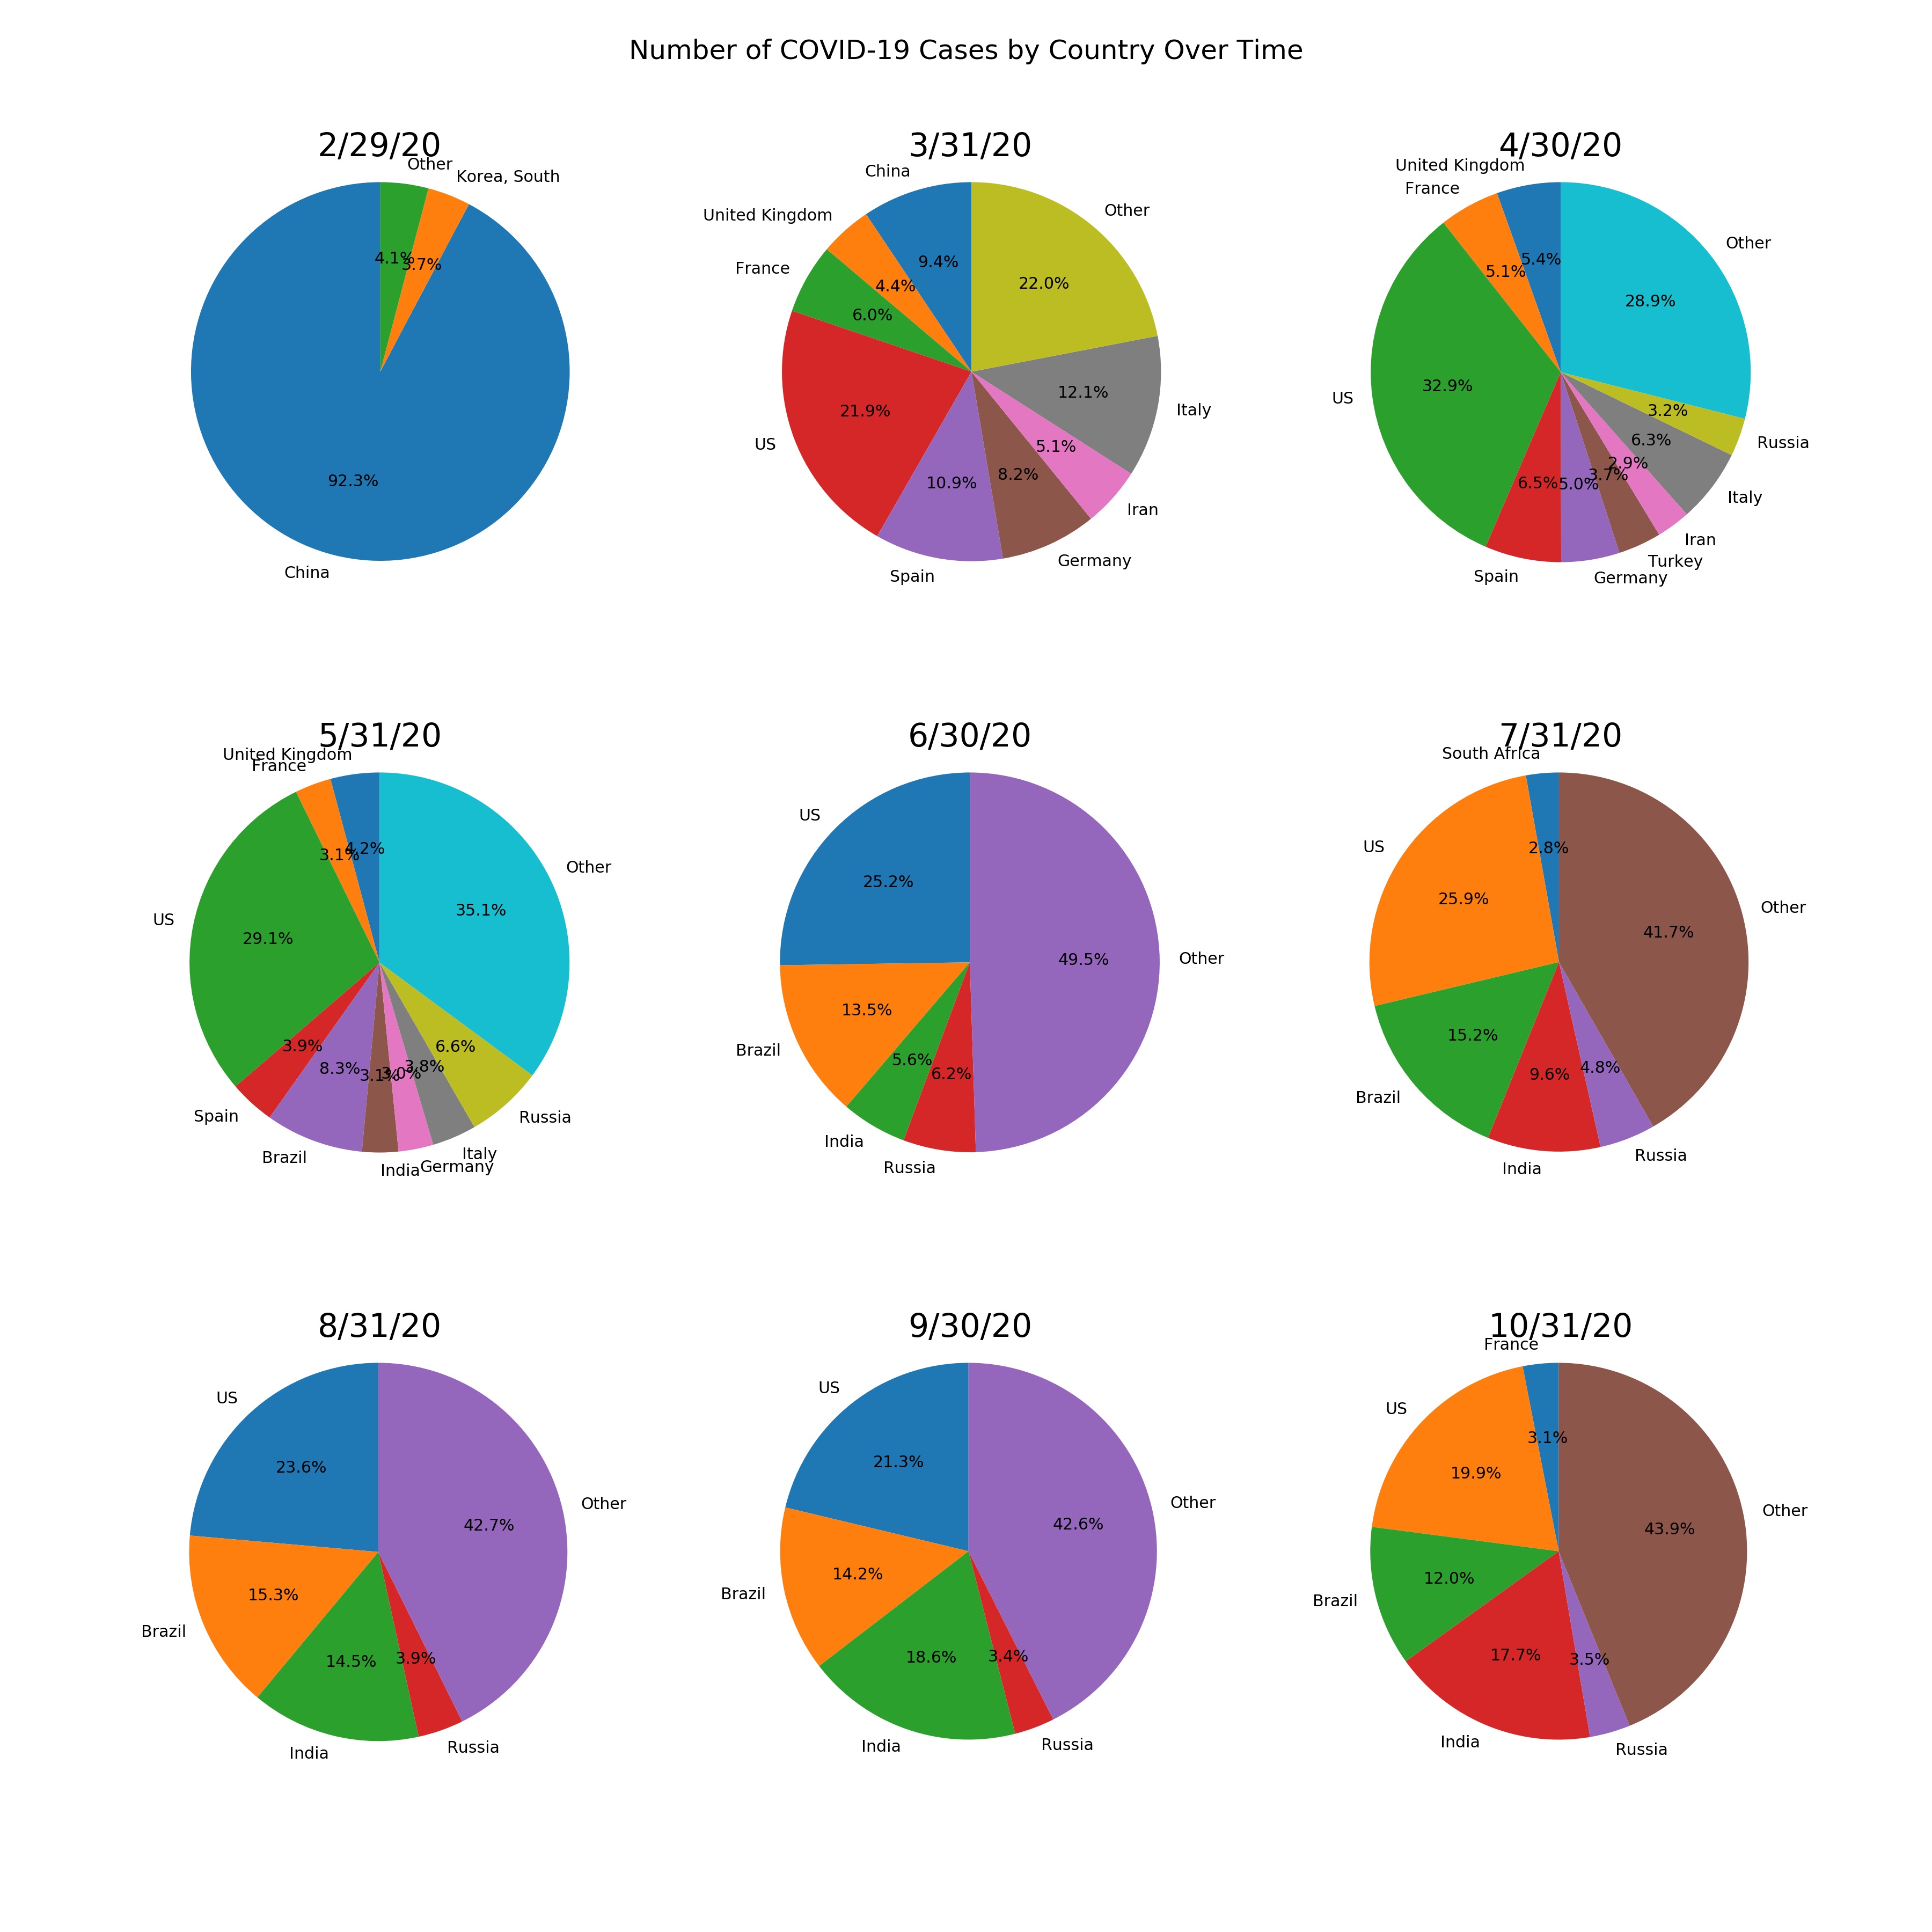 Number of COVID-19 Cases by Country Over Time
2/29/20
Other
Korea, South
4.1%
3.7%
92.3%
China
3/31/20
China
United Kingdom
Other
France
9.4%
4.4%
22.0%
6.0%
12.1%
21.9%
Italy
US
5.1%
10.9%
8.2%
Iran
Spain
Germany
4/30/20
United Kingdom
France
Other
5.4%
5.1%
28.9%
32.9%
US
3.2%
6.3%
Russia
2.9%
3.7%
6.5%
5.0%
Italy
Iran
Turkey
Spain
Germany
5/31/20
United Kingdom
France
4.2%
3.1%
Other
35.1%
US
29.1%
3.9%
6.6%
8.3%
3.1%
3.0%
3.8%
Spain
Russia
Brazil
Italy
India
Germany
6/30/20
US
25.2%
49.5%
Other
13.5%
Brazil
5.6%
6.2%
India
Russia
7/31/20
South Africa
US
2.8%
25.9%
Other
41.7%
15.2%
Brazil
9.6%
4.8%
India
Russia
8/31/20
US
23.6%
Other
42.7%
15.3%
Brazil
14.5%
3.9%
India
Russia
9/30/20
US
21.3%
Other
42.6%
14.2%
Brazil
18.6%
3.4%
India
Russia
10/31/20
France
US
3.1%
19.9%
Other
43.9%
12.0%
Brazil
17.7%
3.5%
India
Russia